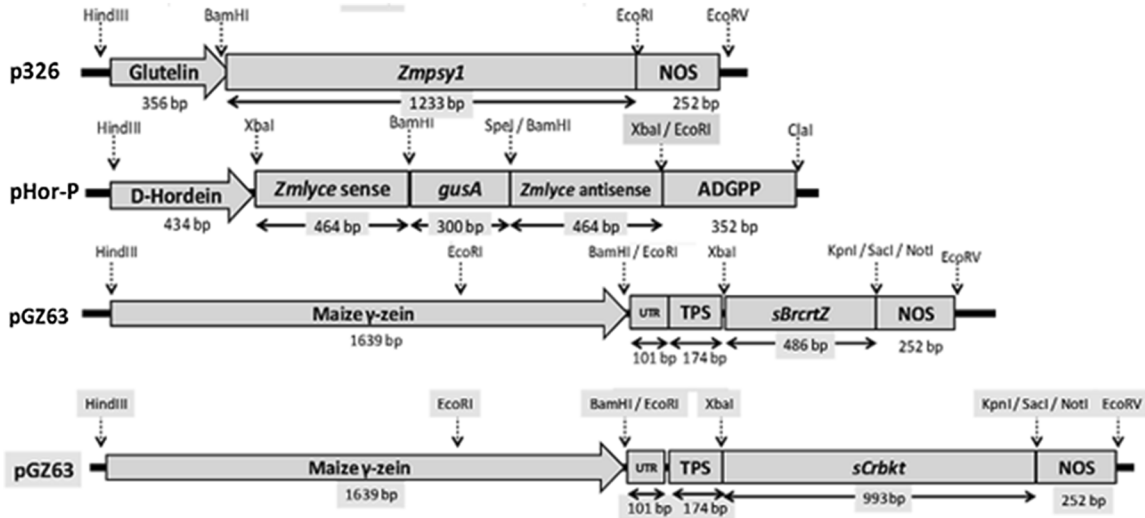 HindIII BamHI EcoRI EcoRV
p326 Glutelin Zmpsy1 NOS
356 bp 1233 bp 252 bp
HindIII XbaI BamHI SpeI / BamHI XbaI / EcoRI ClaI
pHor-P D-Hordein Zmlyce sense gusA Zmlyce antisense ADGPP
434 bp 464 bp 300 bp 464 bp 352 bp
HindIII EcoRI BamHI / EcoRI XbaI KpnI / SacI / NotI EcoRV
pGZ63 Maize γ-zein UTR TPS sBrcrtZ NOS
1639 bp 101 bp 174 bp 486 bp 252 bp
HindIII EcoRI BamHI / EcoRI XbaI KpnI / SacI / NotI EcoRV
pGZ63 Maize γ-zein UTR TPS sCrbkt NOS
1639 bp 101 bp 174 bp 993bp 252 bp